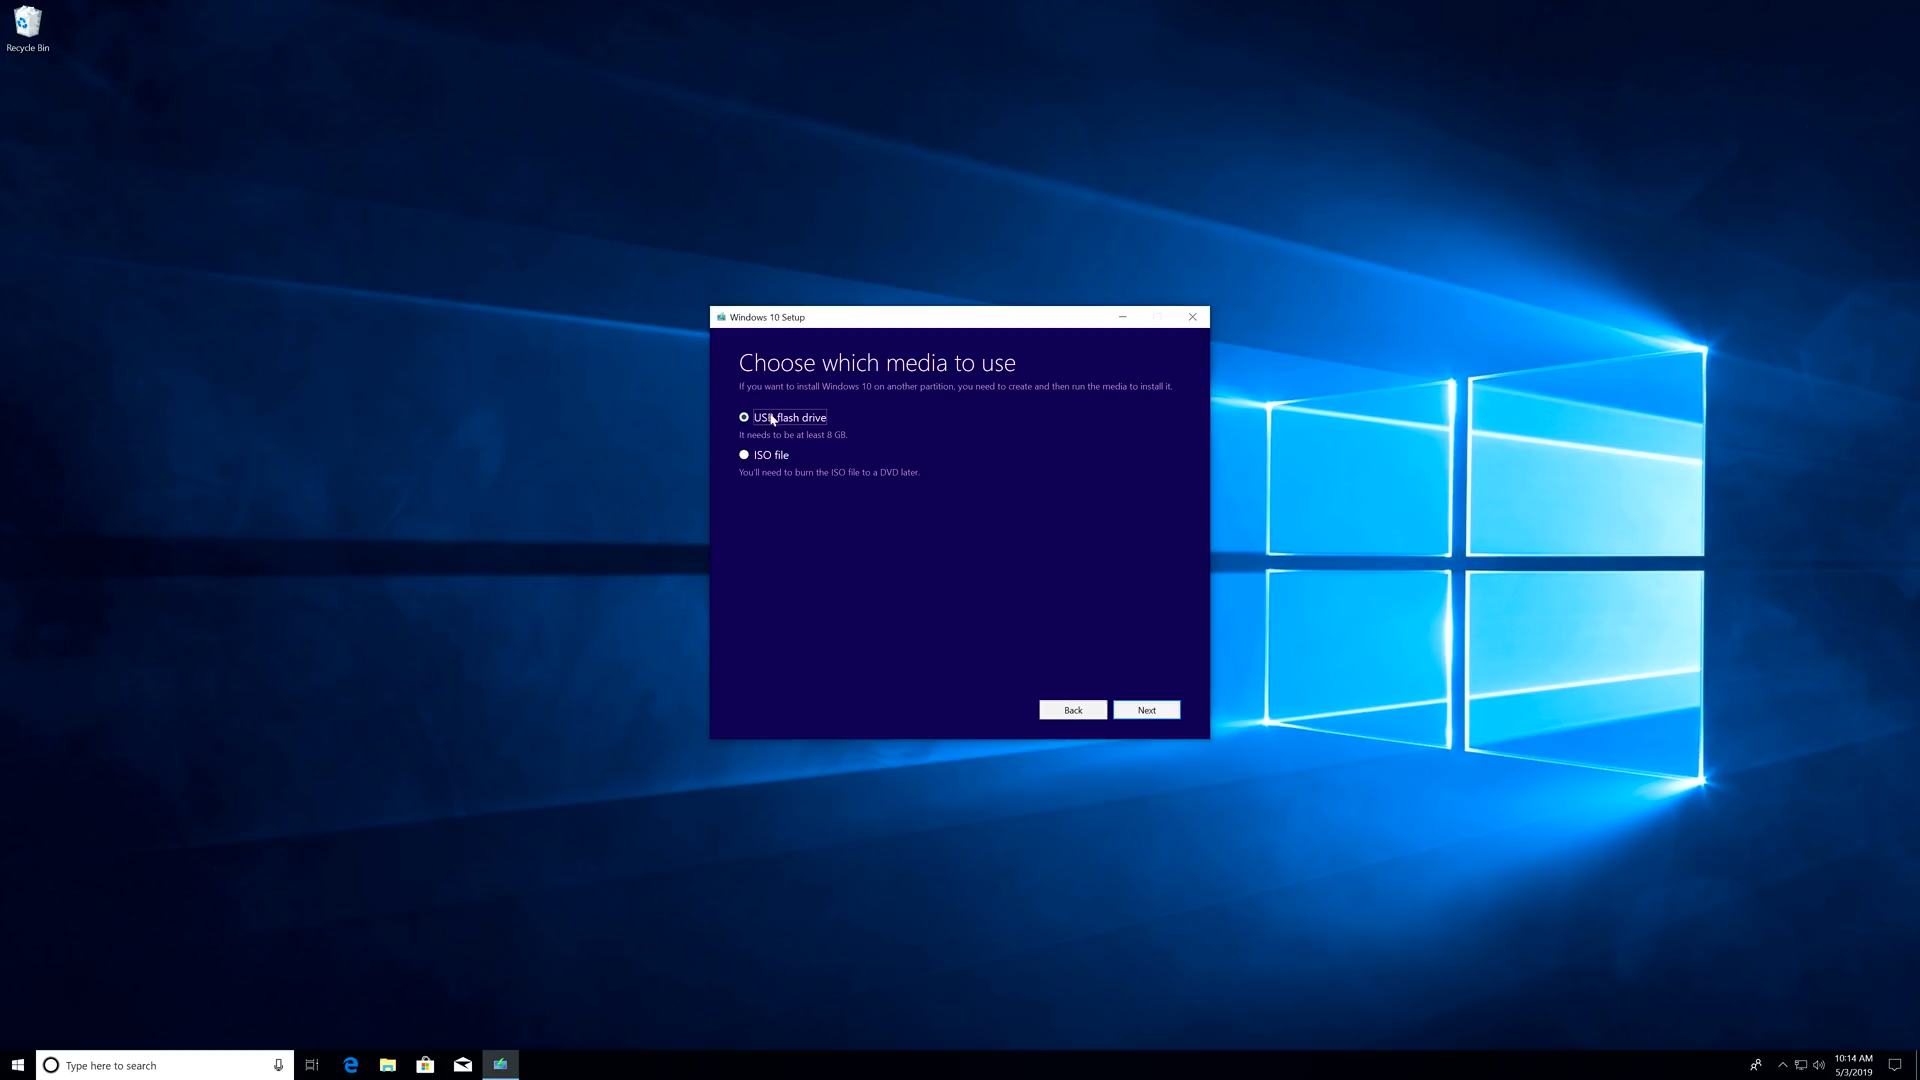 Recycle Bin
Windows 10 Setup
Choose which media to use
If you want to install Windows 10 on another partition, you need to create and then run the media to install it.
USB flash drive
It needs to be at least 8 GB.
ISO file
You'll need to burn the ISO file to a DVD later.
Back
Next
Type here to search
10:14 AM
5/3/2019